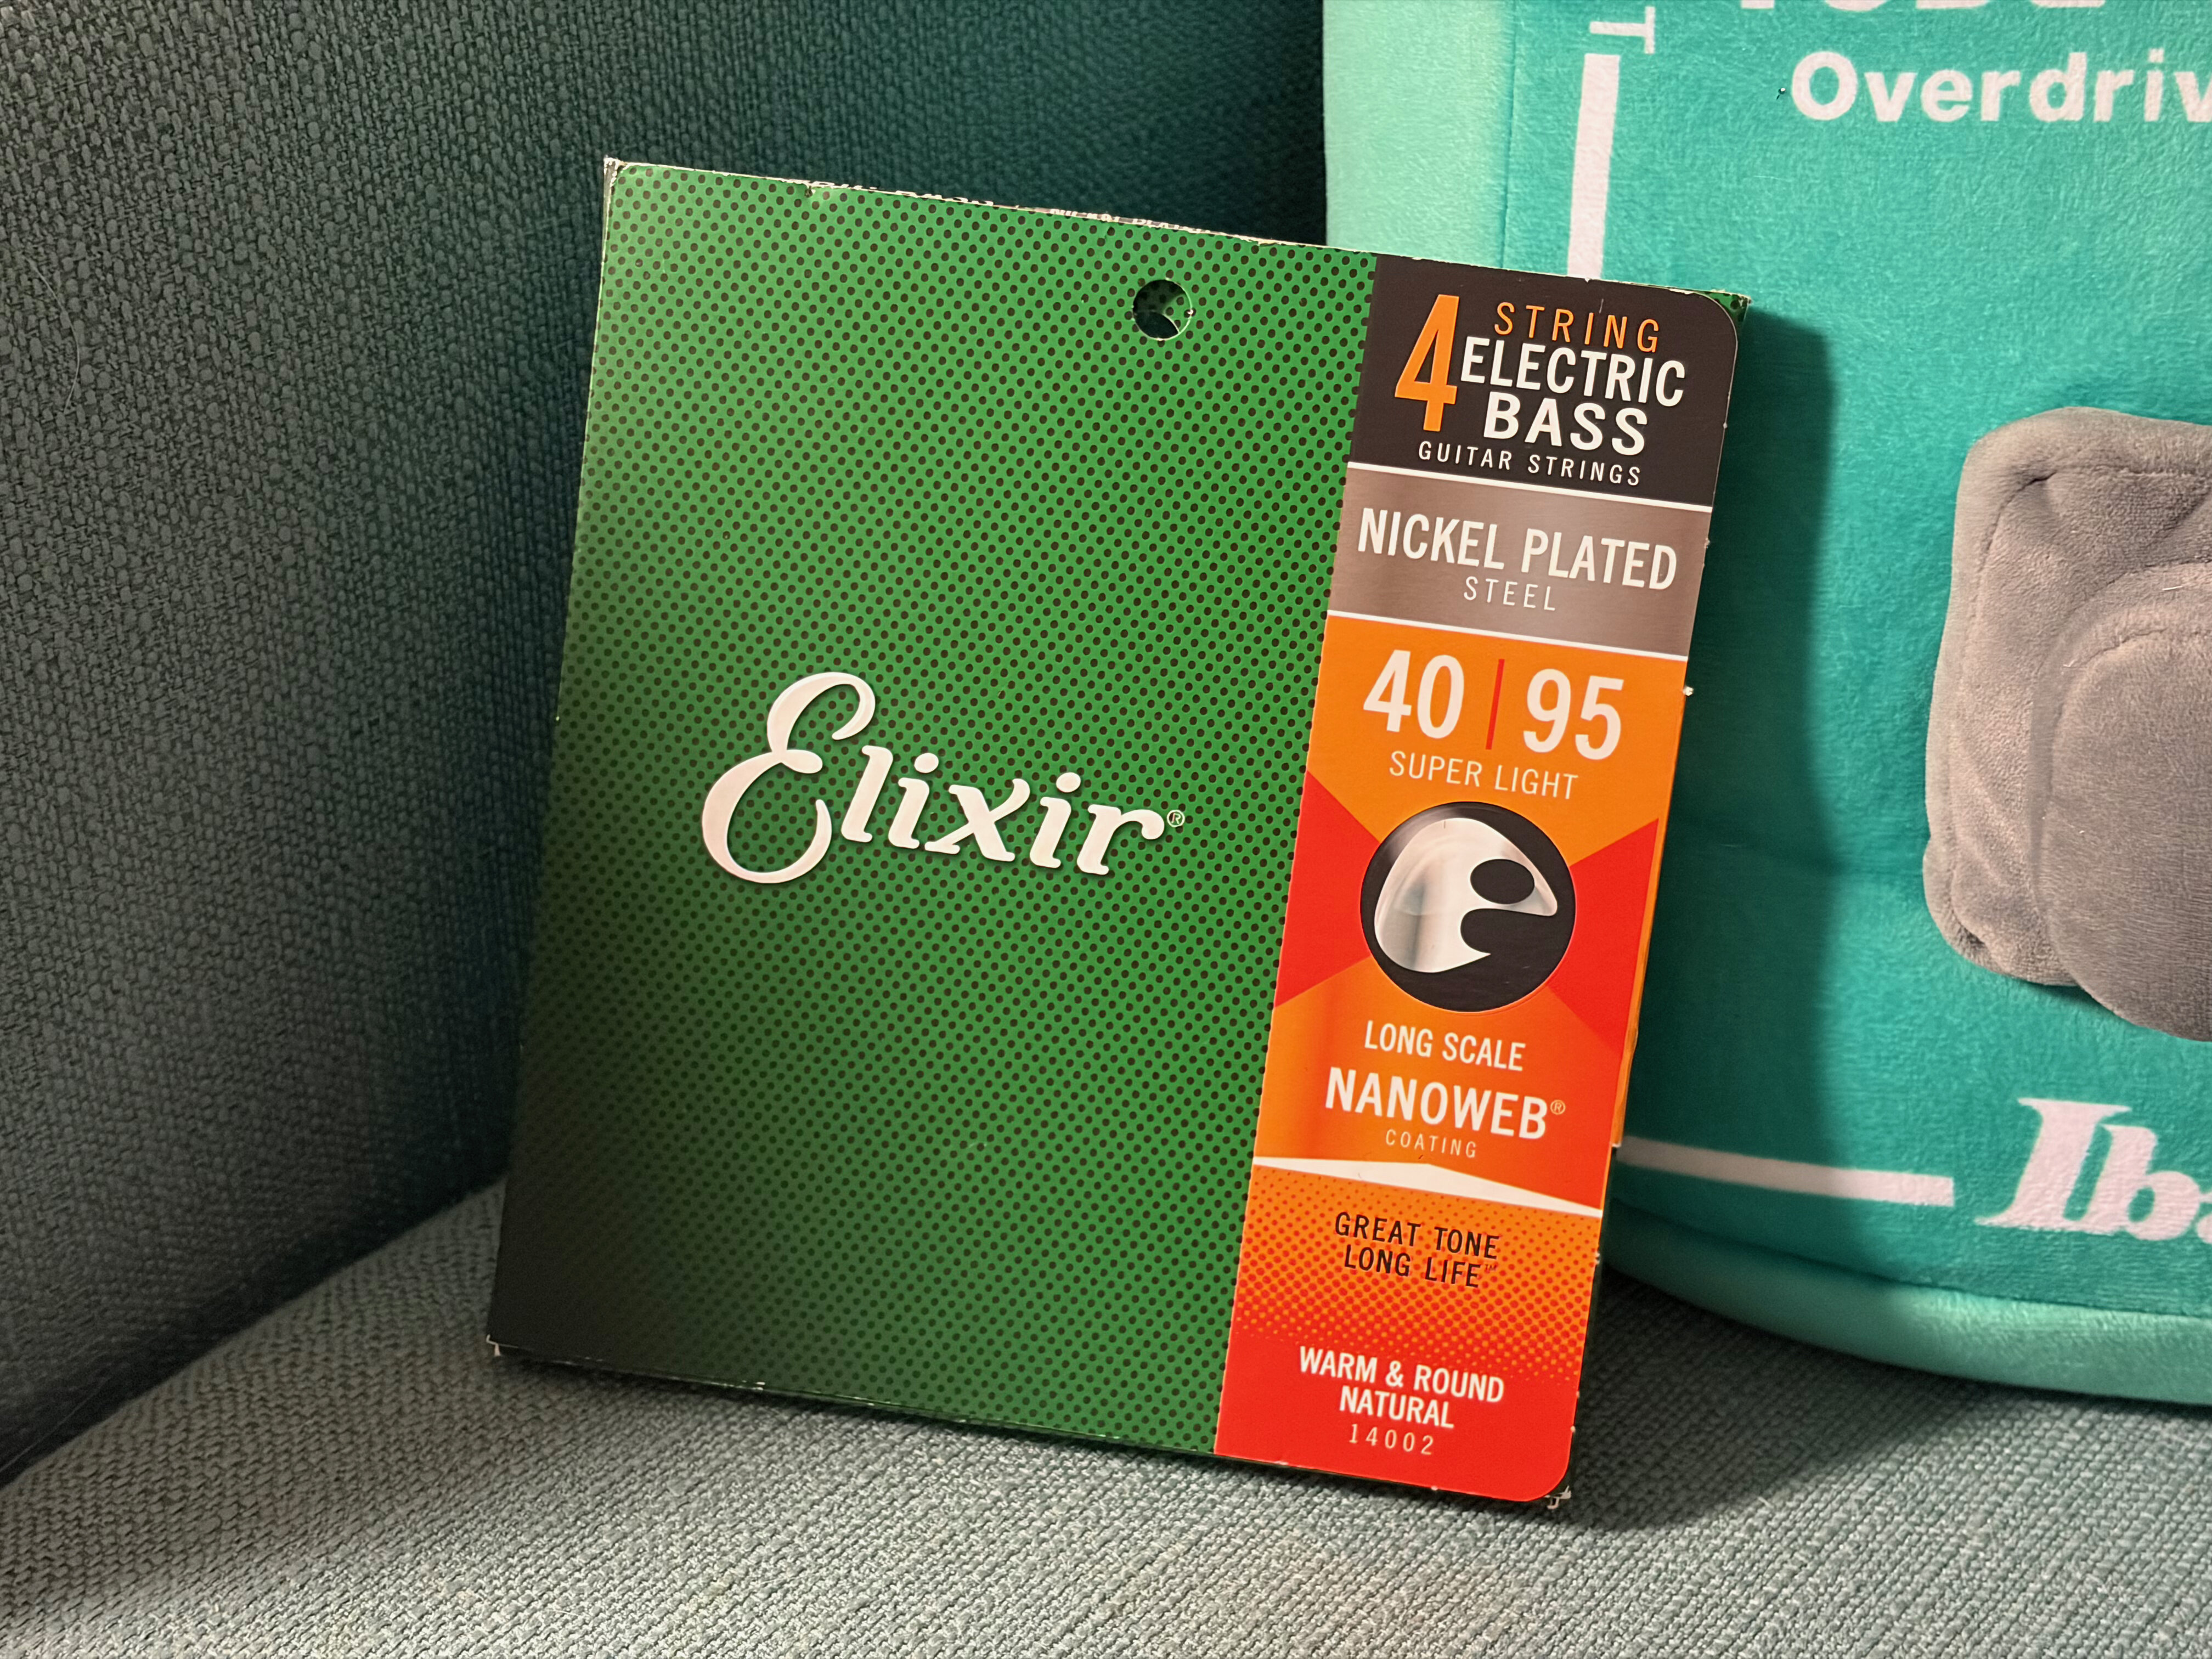 Elixir®
4 STRING
ELECTRIC
BASS
GUITAR STRINGS
NICKEL PLATED
STEEL
40 | 95
SUPER LIGHT
LONG SCALE
NANOWEB®
COATING
GREAT TONE
LONG LIFE™
WARM & ROUND
NATURAL
14002
T
Overdriv
Ib